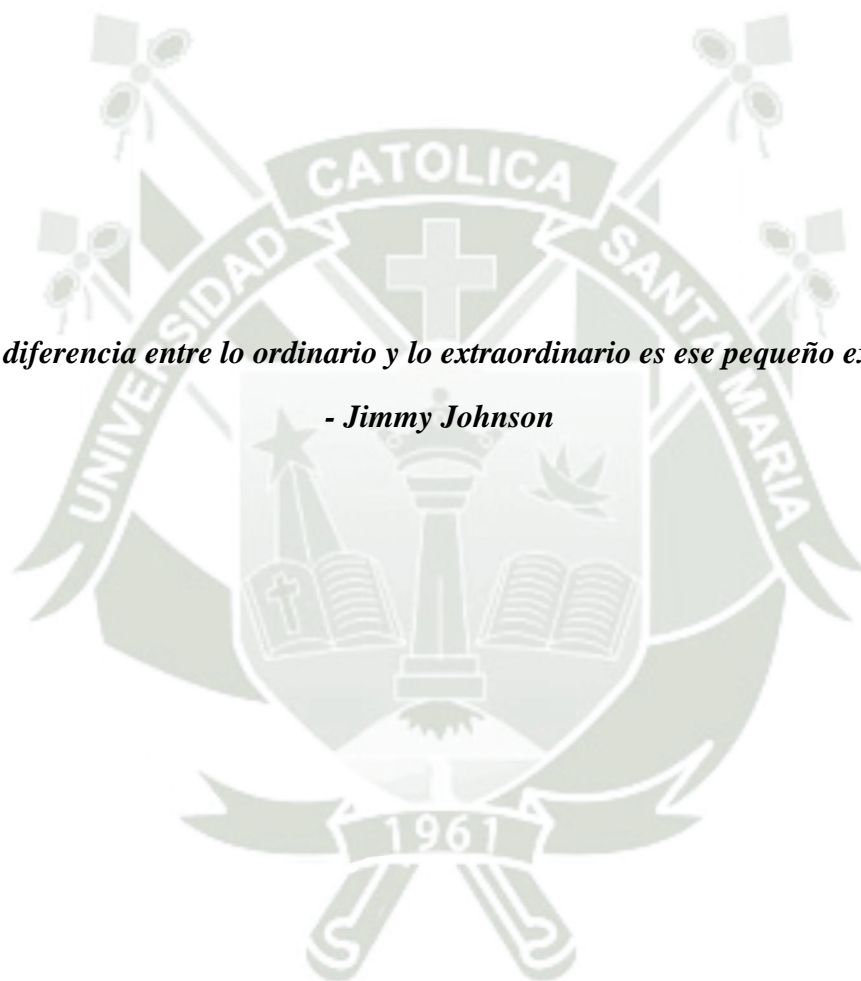 CATOLICA
UNIVERSIDAD
SANTA MARIA
diferencia entre lo ordinario y lo extraordinario es ese pequeño
- Jimmy Johnson
1961